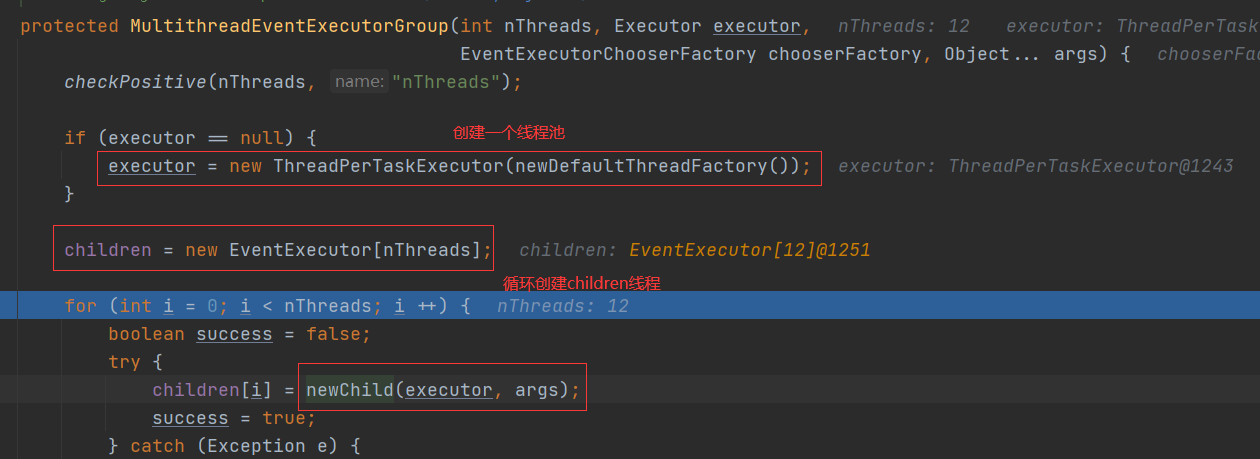 protected MultithreadEventExecutorGroup(int nThreads, Executor executor, nThreads: 12 executor: ThreadPerTask
EventExecutorChooserFactory chooserFactory, Object... args) { chooserFac
checkPositive(nThreads, name: "nThreads");
if (executor == null) { 创建一个线程池
executor = new ThreadPerTaskExecutor(newDefaultThreadFactory()); executor: ThreadPerTaskExecutor@1243
}
children = new EventExecutor[nThreads]; children: EventExecutor[12]@1251
循环创建children线程
for (int i = 0; i < nThreads; i ++) { nThreads: 12
boolean success = false;
try {
children[i] = newChild(executor, args);
success = true;
} catch (Exception e) {